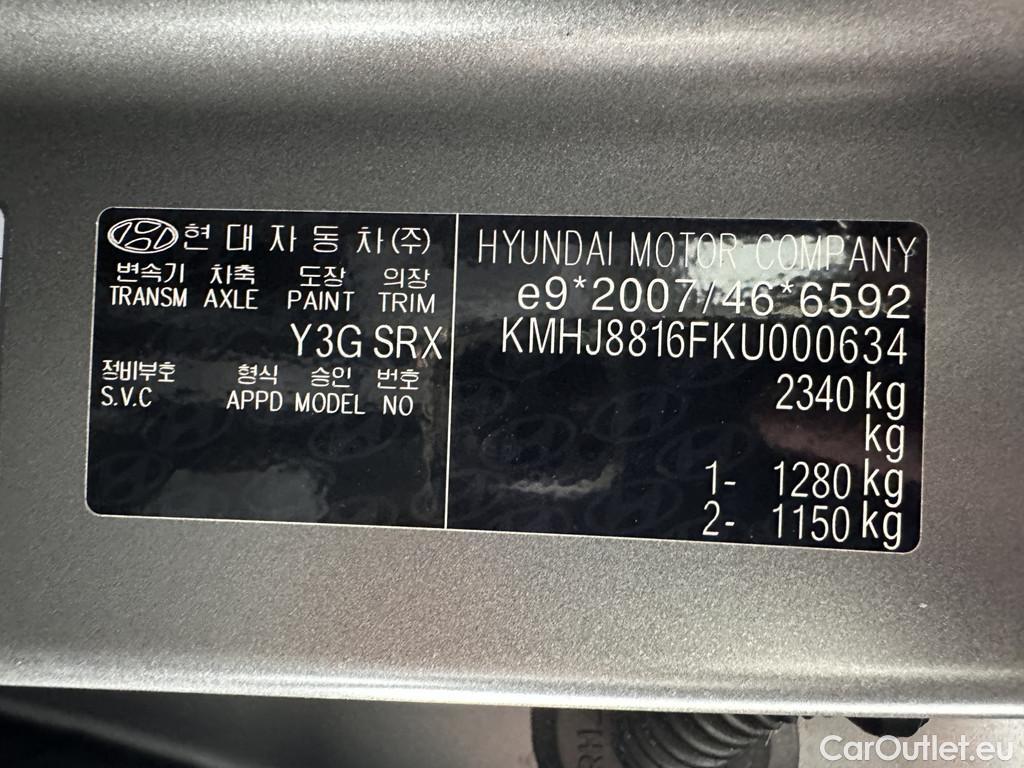 현대자동차(주)
변속기 차축 도장 의장
TRANSM AXLE PAINT TRIM
Y3G SRX
정비부호 형식 승인 번호
S.V.C APPD MODEL NO
HYUNDAI MOTOR COMPANY
e9*2007/46*6592
KMHJ8816FKU000634
2340 kg
kg
1- 1280 kg
2- 1150 kg
RH
CarOutlet.eu